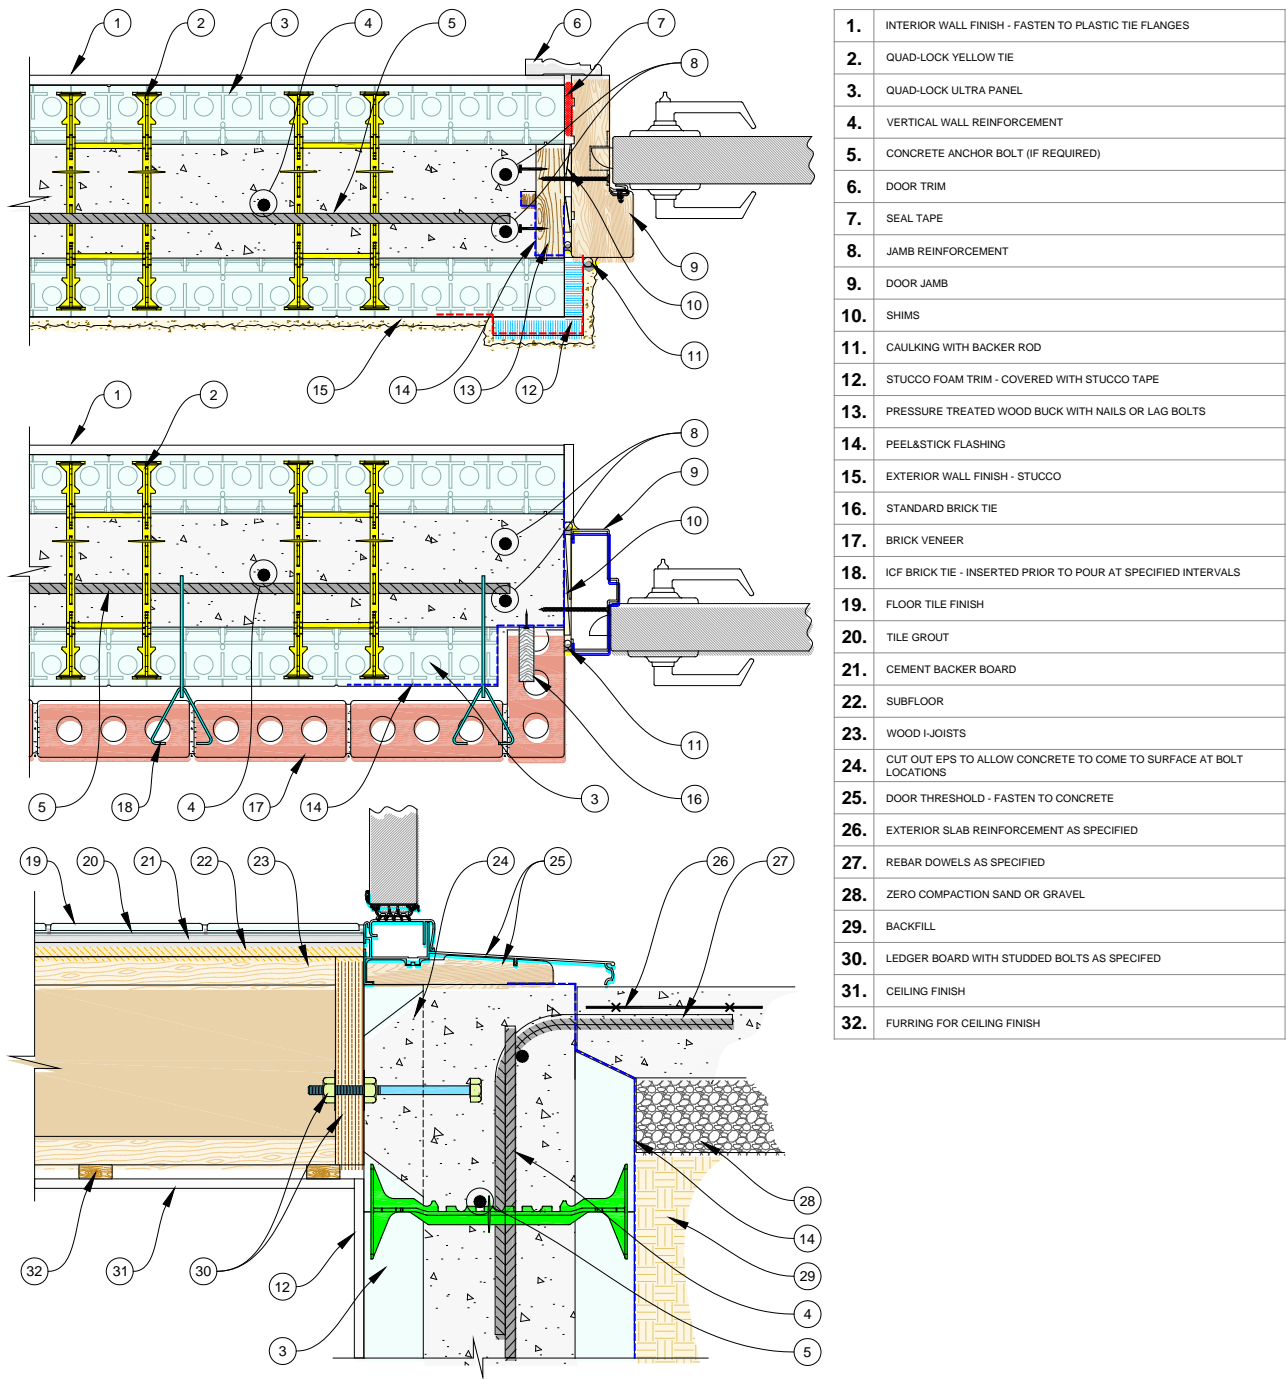 1 2 3 4 5 6 7
8
9
10
11
15 14 13 12
1 2
8
9
10
11
5 18 4 17 14 3 16
19 20 21 22 23 24 25 26 27
28
14
29
4
5
32 31 30 12
3
1. INTERIOR WALL FINISH - FASTEN TO PLASTIC TIE FLANGES
2. QUAD-LOCK YELLOW TIE
3. QUAD-LOCK ULTRA PANEL
4. VERTICAL WALL REINFORCEMENT
5. CONCRETE ANCHOR BOLT (IF REQUIRED)
6. DOOR TRIM
7. SEAL TAPE
8. JAMB REINFORCEMENT
9. DOOR JAMB
10. SHIMS
11. CAULKING WITH BACKER ROD
12. STUCCO FOAM TRIM - COVERED WITH STUCCO TAPE
13. PRESSURE TREATED WOOD BUCK WITH NAILS OR LAG BOLTS
14. PEEL&STICK FLASHING
15. EXTERIOR WALL FINISH - STUCCO
16. STANDARD BRICK TIE
17. BRICK VENEER
18. ICF BRICK TIE - INSERTED PRIOR TO POUR AT SPECIFIED INTERVALS
19. FLOOR TILE FINISH
20. TILE GROUT
21. CEMENT BACKER BOARD
22. SUBFLOOR
23. WOOD I-JOISTS
24. CUT OUT EPS TO ALLOW CONCRETE TO COME TO SURFACE AT BOLT
LOCATIONS
25. DOOR THRESHOLD - FASTEN TO CONCRETE
26. EXTERIOR SLAB REINFORCEMENT AS SPECIFIED
27. REBAR DOWELS AS SPECIFIED
28. ZERO COMPACTION SAND OR GRAVEL
29. BACKFILL
30. LEDGER BOARD WITH STUDDED BOLTS AS SPECIFED
31. CEILING FINISH
32. FURRING FOR CEILING FINISH